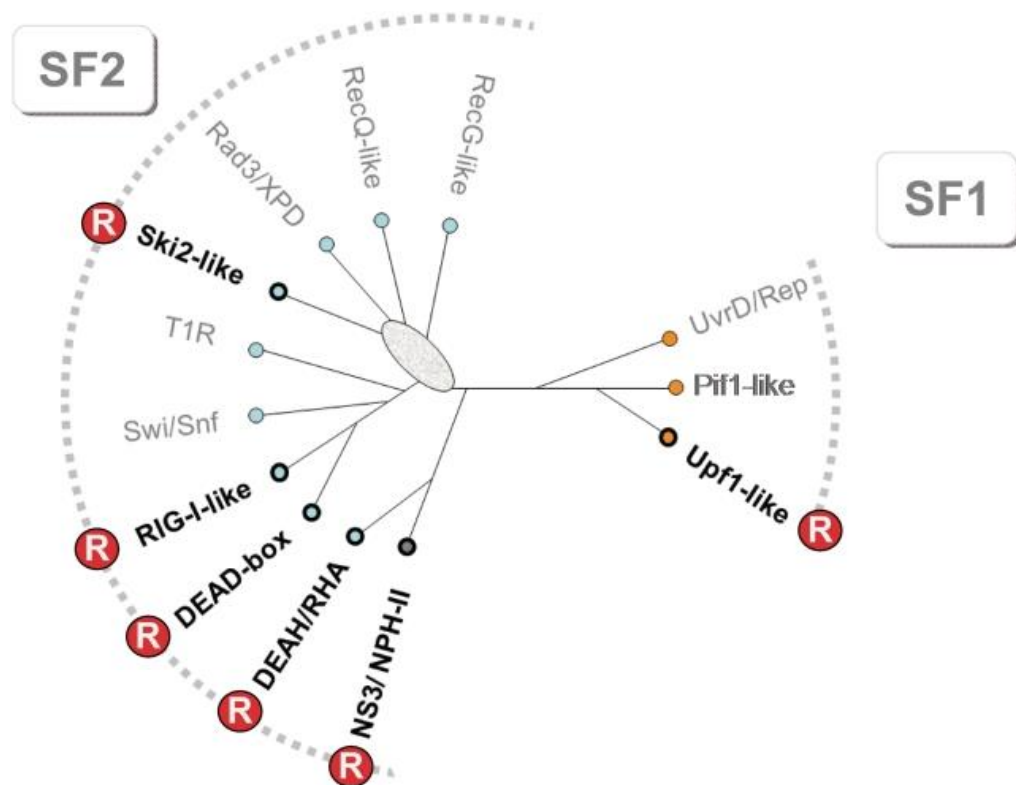 SF2
RecQ-like
RecG-like
Rad3/XPD
SF1
R
Ski2-like
UvrD/Rep
T1R
Pif1-like
Swi/Snf
Upf1-like
R
RIG-I-like
R
DEAD-box
R
DEAH/RHA
R
NS3/ NPH-II
R